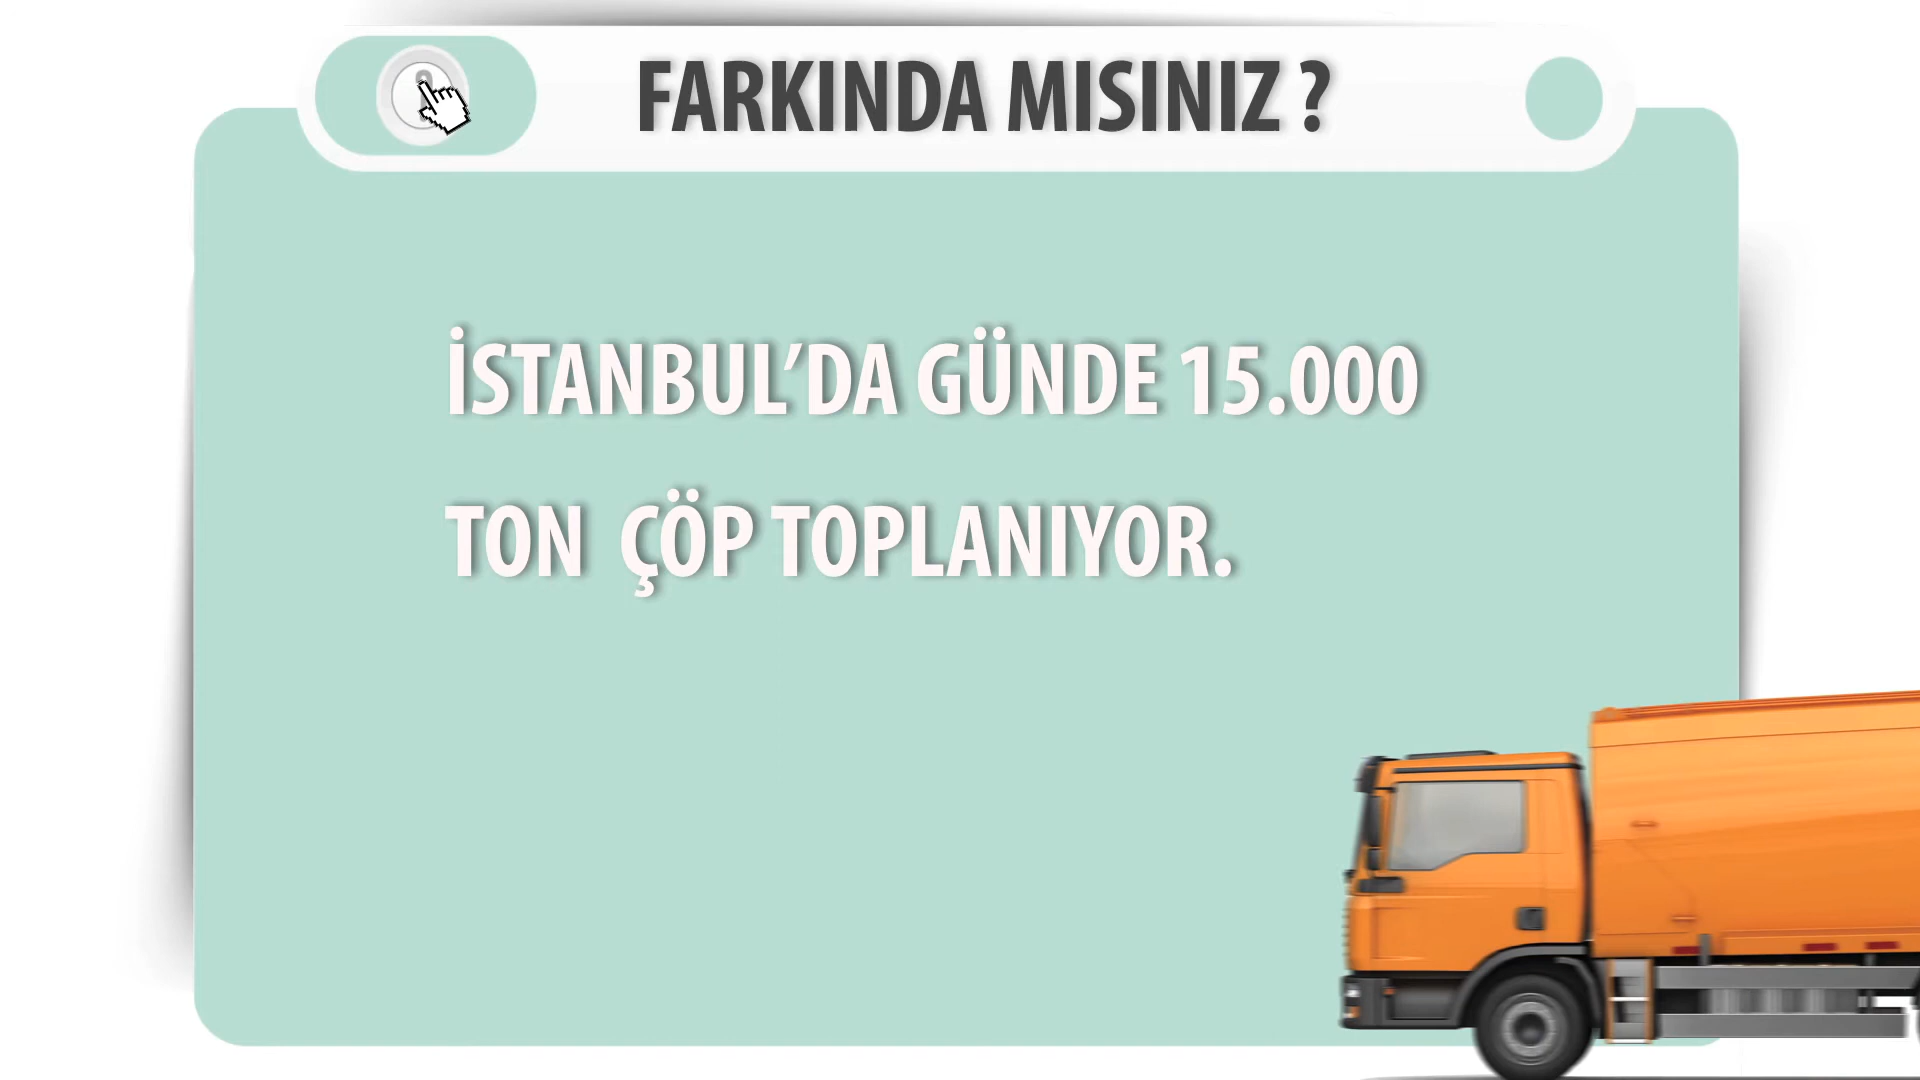 FARKINDA MISINIZ ?
İSTANBUL’DA GÜNDE 15.000
TON ÇÖP TOPLANIYOR.